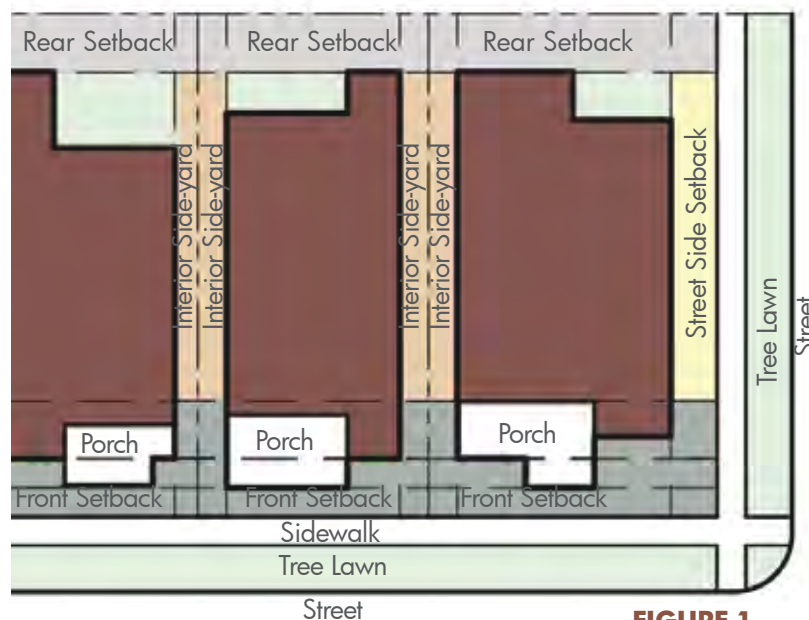 Rear Setback
Rear Setback
Rear Setback
Interior Side-yard
Interior Side-yard
Interior Side-yard
Interior Side-yard
Street Side Setback
Tree Lawn
Street
Porch
Porch
Porch
Front Setback
Front Setback
Front Setback
Sidewalk
Tree Lawn
Street
FIGURE 1